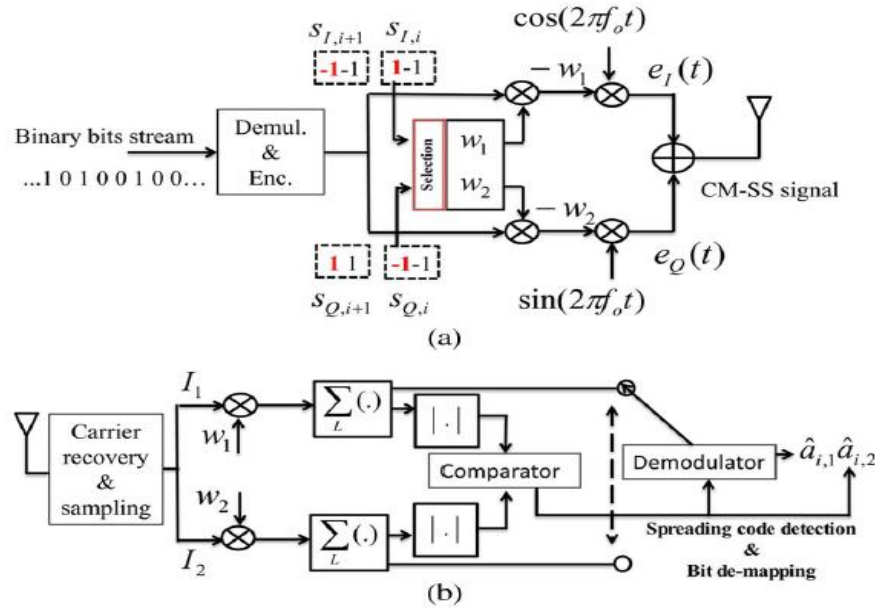 cos(2πf_o t)
s_{I,i+1} s_{I,i}
-1-1 1-1
-w_1 e_I(t)
Binary bits stream
...1 0 1 0 0 1 0 0...
Demul.
&
Enc.
Selection
w_1
w_2
CM-SS signal
-w_2
1 1 -1-1
e_Q(t)
s_{Q,i+1} s_{Q,i}
sin(2πf_o t)
(a)
I_1
w_1
Carrier
recovery
&
sampling
w_2
I_2
∑_L(.)
|.|
Comparator
∑_L(.)
|.|
Demodulator
â_{i,1} â_{i,2}
Spreading code detection
&
Bit de-mapping
(b)